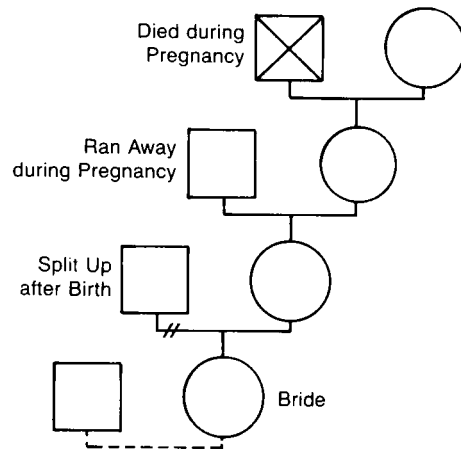 Died during
Pregnancy
Ran Away
during Pregnancy
Split Up
after Birth
Bride